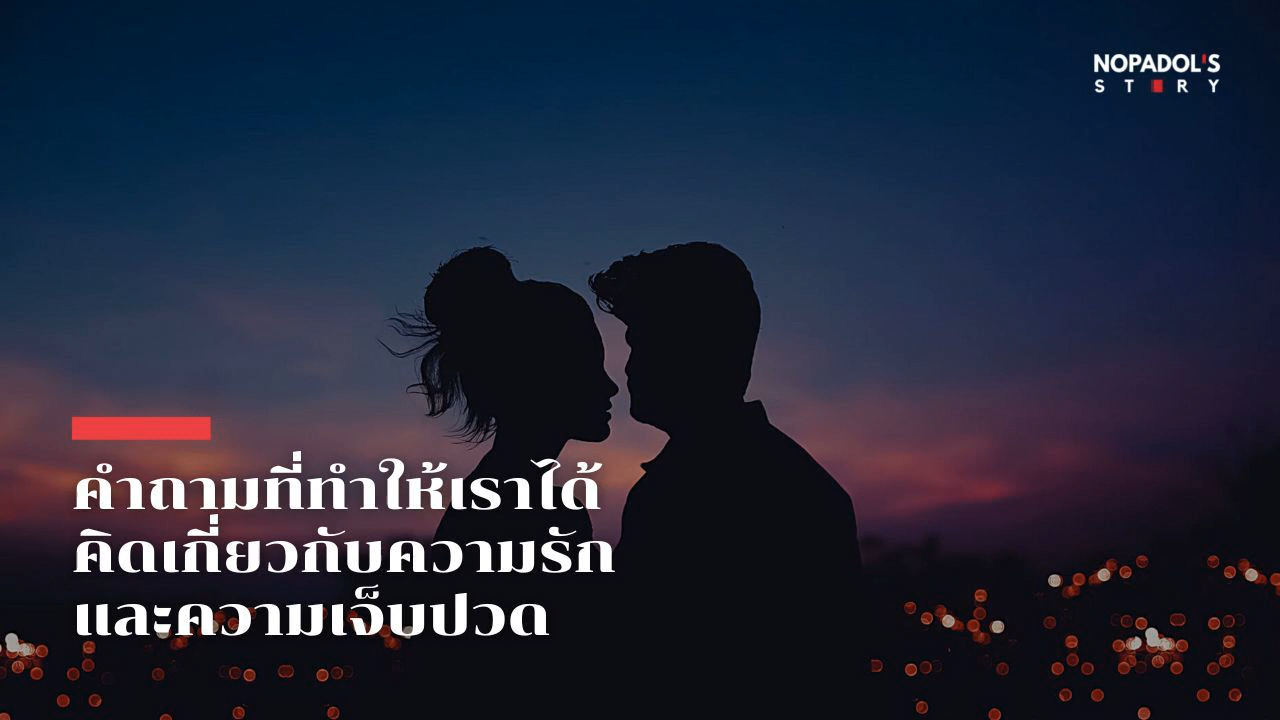 NOPADOL'S
STORY
คำถามที่ทำให้เราได้
คิดเกี่ยวกับความรัก
และความเจ็บปวด